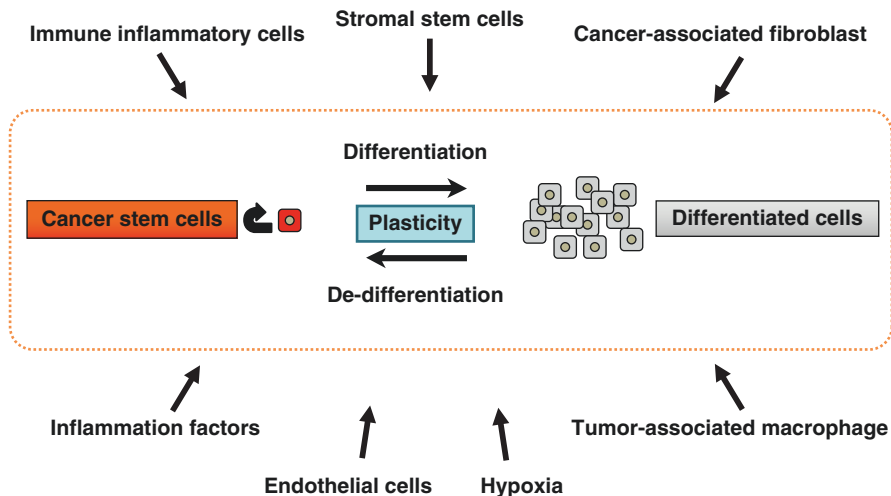 Stromal stem cells
Immune inflammatory cells
Cancer-associated fibroblast
Differentiation
Cancer stem cells
Plasticity
Differentiated cells
De-differentiation
Inflammation factors
Tumor-associated macrophage
Endothelial cells
Hypoxia